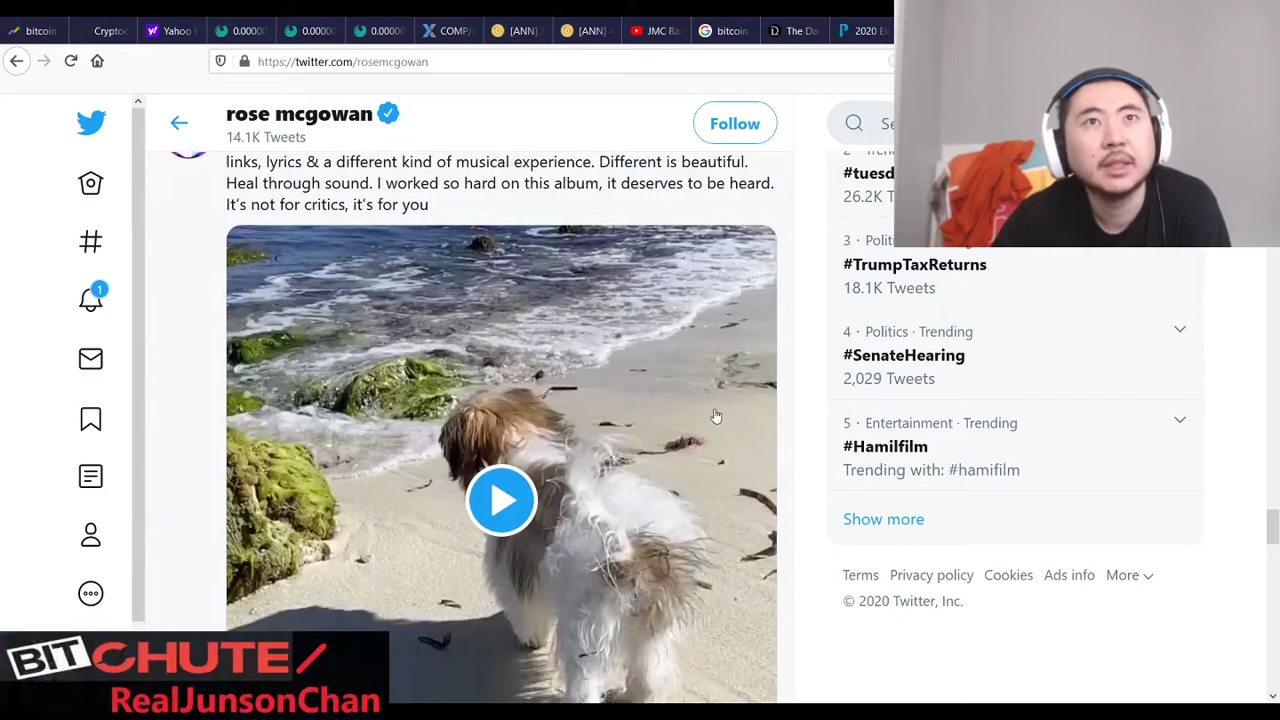 bitcoin
Crypto
Yahoo
0.00000
0.00000
0.00000
COMP/
[ANN]
[ANN]
JMC Ra
bitcoin
The Da
2020 El
https://twitter.com/rosemcgowan
rose mcgowan
14.1K Tweets
Follow
links, lyrics & a different kind of musical experience. Different is beautiful.
Heal through sound. I worked so hard on this album, it deserves to be heard.
It's not for critics, it's for you
Se
#tuesd
26.2K T
3 · Polit
#TrumpTaxReturns
18.1K Tweets
4 · Politics · Trending
#SenateHearing
2,029 Tweets
5 · Entertainment · Trending
#Hamilfilm
Trending with: #hamifilm
Show more
Terms Privacy policy Cookies Ads info More
© 2020 Twitter, Inc.
1
BITCHUTE/
RealJunsonChan